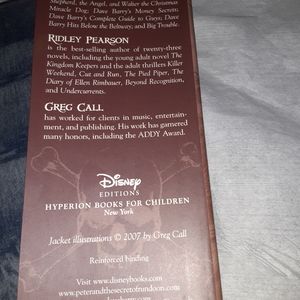 Shepherd, the Angel, and Walter the Christmas
Miracle Dog; Dave Barry's Money Secrets;
Dave Barry's Complete Guide to Guys; Dave
Barry Hits Below the Beltway; and Big Trouble.
RIDLEY PEARSON
is the best-selling author of twenty-three
novels, including the young adult novel The
Kingdom Keepers and the adult thrillers Killer
Weekend, Cut and Run, The Pied Piper, The
Diary of Ellen Rimbauer, Beyond Recognition,
and Undercurrents.
GREG CALL
has worked for clients in music, entertain-
ment, and publishing. His work has garnered
many honors, including the ADDY Award.
Disney
EDITIONS
HYPERION BOOKS FOR CHILDREN
New York
Jacket illustrations © 2007 by Greg Call
Reinforced binding
Visit www.disneybooks.com
www.peterandthesecretofrundoon.com